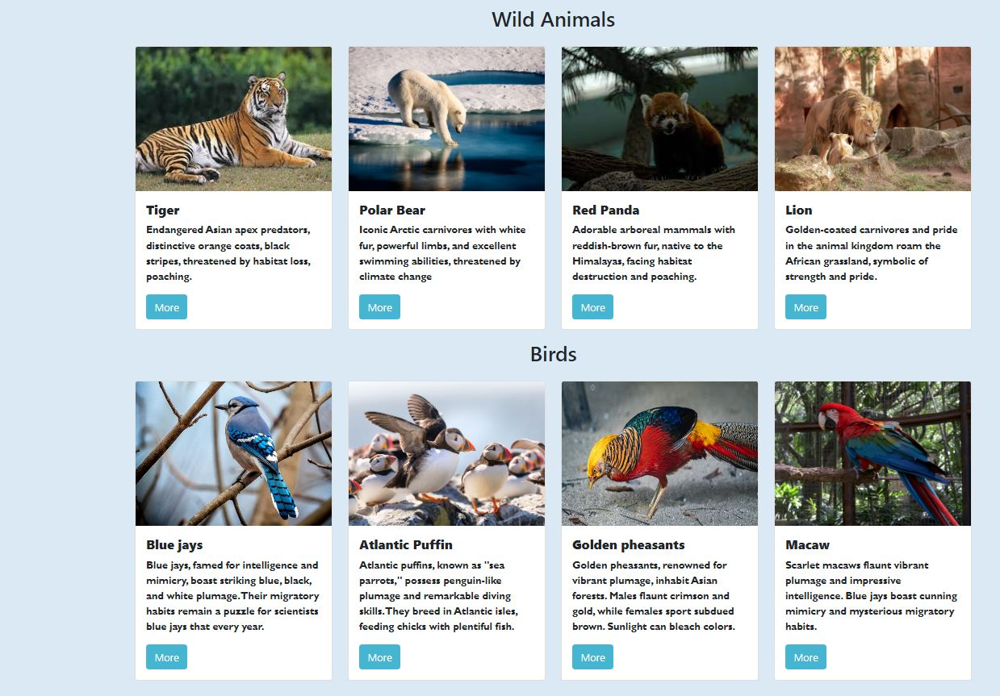 Wild Animals
Tiger
Endangered Asian apex predators,
distinctive orange coats, black
stripes, threatened by habitat loss,
poaching.
More
Polar Bear
Iconic Arctic carnivores with white
fur, powerful limbs, and excellent
swimming abilities, threatened by
climate change
More
Red Panda
Adorable arboreal mammals with
reddish-brown fur, native to the
Himalayas, facing habitat
destruction and poaching.
More
Lion
Golden-coated carnivores and pride
in the animal kingdom roam the
African grassland, symbolic of
strength and pride.
More
Birds
Blue jays
Blue jays, famed for intelligence and
mimicry, boast striking blue, black,
and white plumage. Their migratory
habits remain a puzzle for scientists
blue jays that every year.
More
Atlantic Puffin
Atlantic puffins, known as "sea
parrots," possess penguin-like
plumage and remarkable diving
skills. They breed in Atlantic isles,
feeding chicks with plentiful fish.
More
Golden pheasants
Golden pheasants, renowned for
vibrant plumage, inhabit Asian
forests. Males flaunt crimson and
gold, while females sport subdued
brown. Sunlight can bleach colors.
More
Macaw
Scarlet macaws flaunt vibrant
plumage and impressive
intelligence. Blue jays boast cunning
mimicry and mysterious migratory
habits.
More